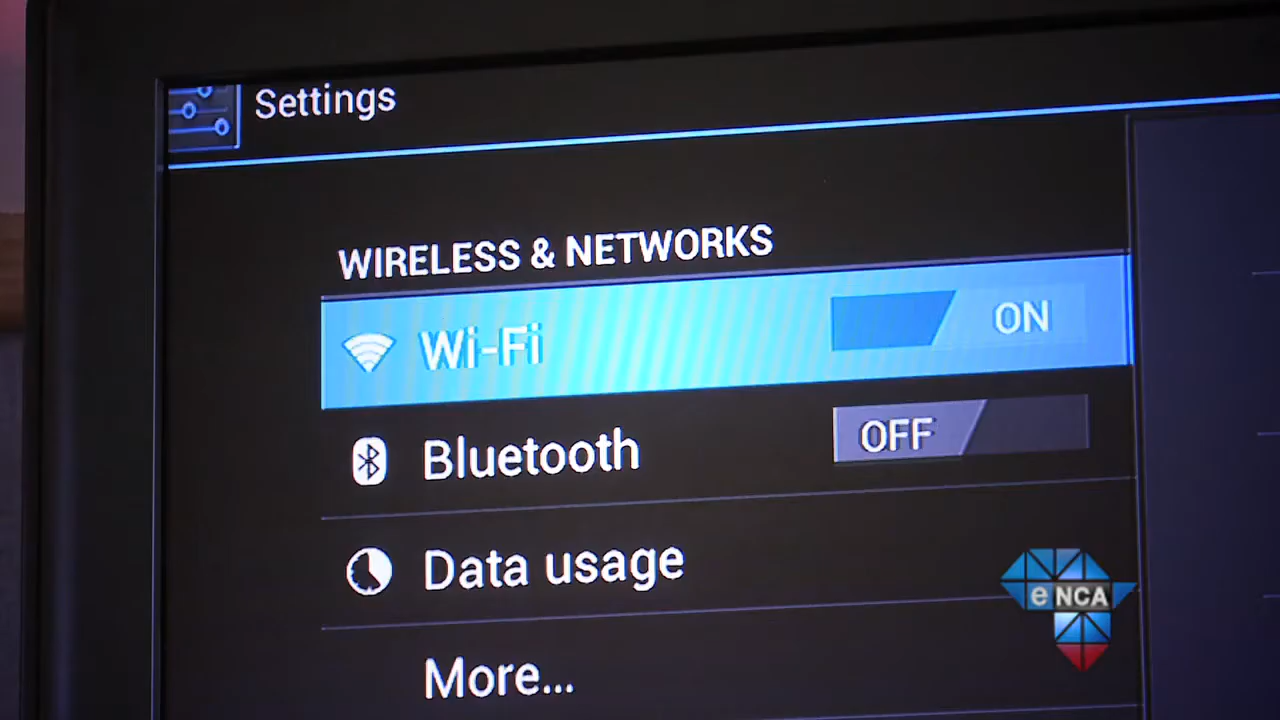 Settings
WIRELESS & NETWORKS
Wi-Fi ON
Bluetooth OFF
Data usage
More...
eNCA